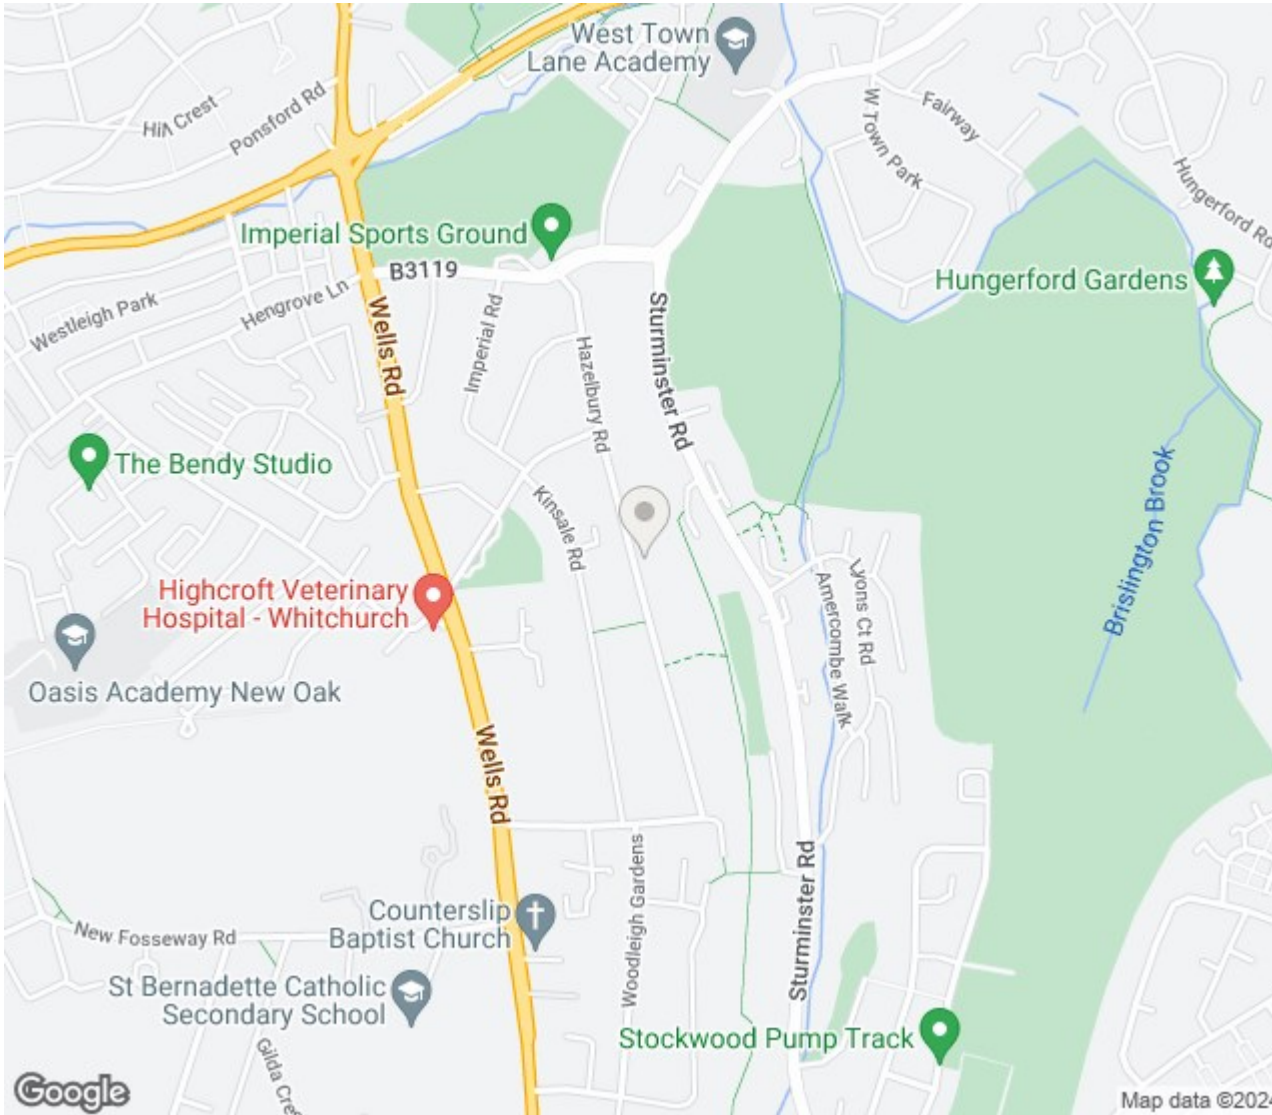 West Town
Lane Academy
Hill Crest
Ponsford Rd
W Town Park
Fairway
Hungerford Rd
Imperial Sports Ground
B3119
Hungerford Gardens
Westleigh Park
Hengrove Ln
Wells Rd
Imperial Rd
Hazelbury Rd
Sturminster Rd
The Bendy Studio
Kinsale Rd
Brislington Brook
Highcroft Veterinary
Hospital - Whitchurch
Lyons Ct Rd
Amercombe Walk
Oasis Academy New Oak
Wells Rd
Counterslip
Baptist Church
Woodleigh Gardens
Sturminster Rd
New Fosseway Rd
St Bernadette Catholic
Secondary School
Stockwood Pump Track
Gilda Cres
Google
Map data ©2024